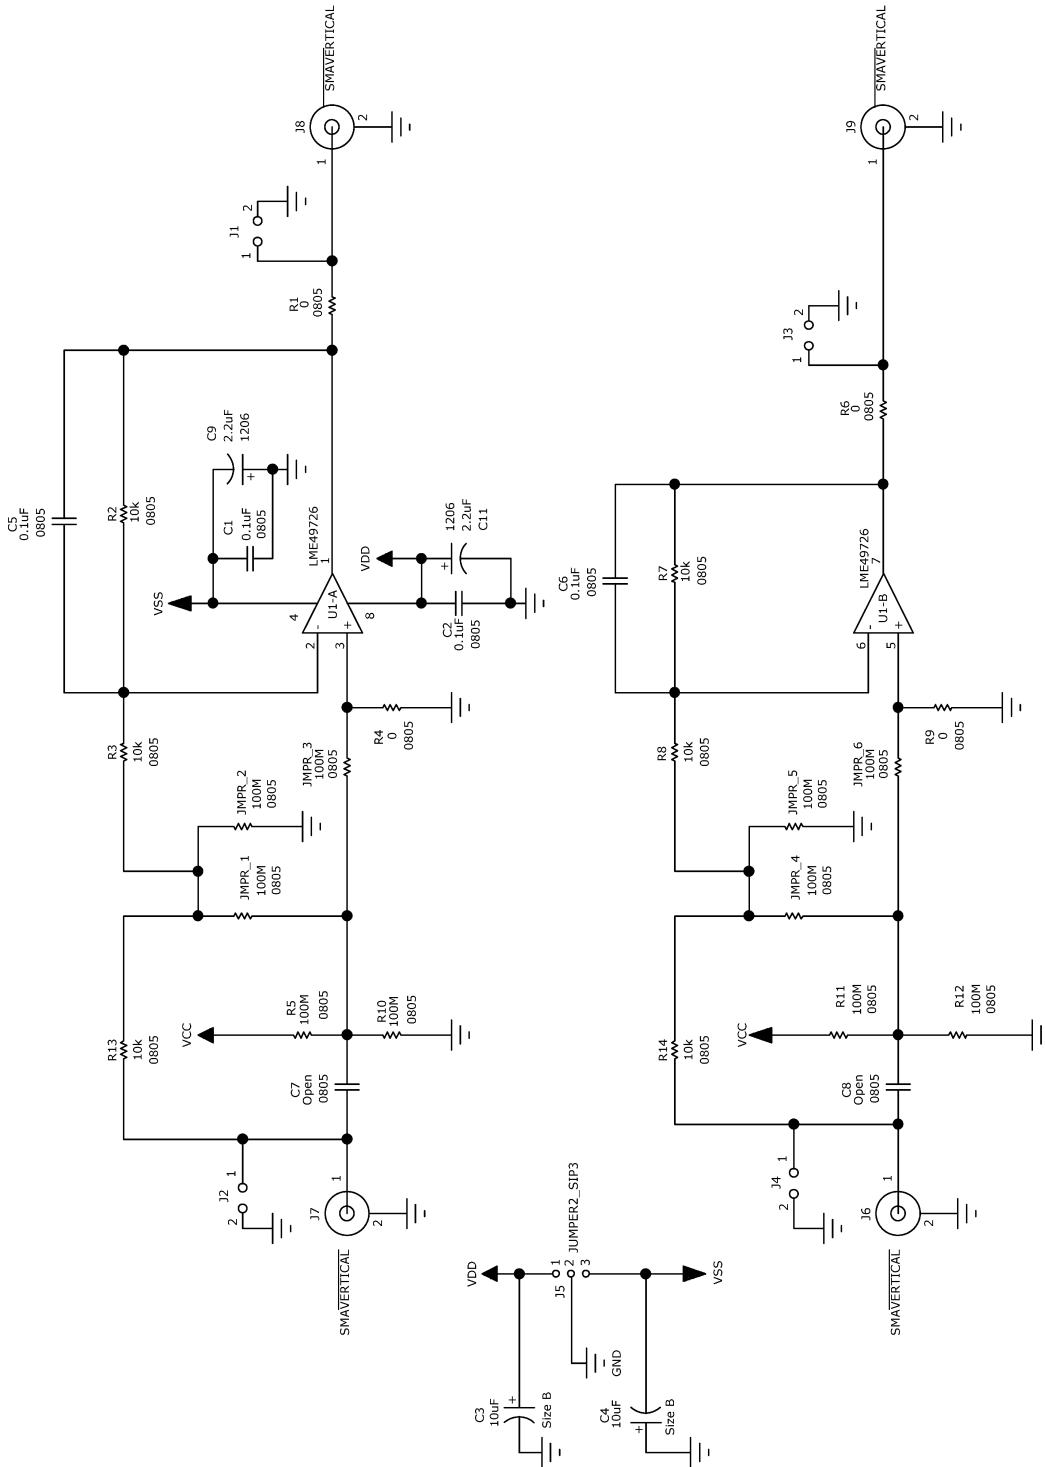 SMAVERTICAL
J8
1
2
J1
1
2
R1
0
0805
C5
0.1uF
0805
R2
10k
0805
C9
2.2uF
1206
+
C1
0.1uF
0805
VSS
LME49726
1
U1-A
4
8
2
3
-
+
VDD
1206
2.2uF
C11
+
C2
0.1uF
0805
R3
10k
0805
R4
0
0805
JMPR_3
100M
0805
JMPR_2
100M
0805
JMPR_1
100M
0805
R5
100M
0805
R10
100M
0805
VCC
R13
10k
0805
C7
Open
0805
J2
1
2
J7
1
2
SMAVERTICAL
SMAVERTICAL
J9
1
2
J3
1
2
R6
0
0805
C6
0.1uF
0805
R7
10k
0805
LME49726
7
U1-B
6
5
-
+
R8
10k
0805
R9
0
0805
JMPR_6
100M
0805
JMPR_5
100M
0805
JMPR_4
100M
0805
R11
100M
0805
R12
100M
0805
VCC
R14
10k
0805
C8
Open
0805
J4
1
2
J6
1
2
SMAVERTICAL
VDD
J5
1
2
3
JUMPER2_SIP3
VSS
GND
C3
10uF
+
Size B
C4
10uF
+
Size B